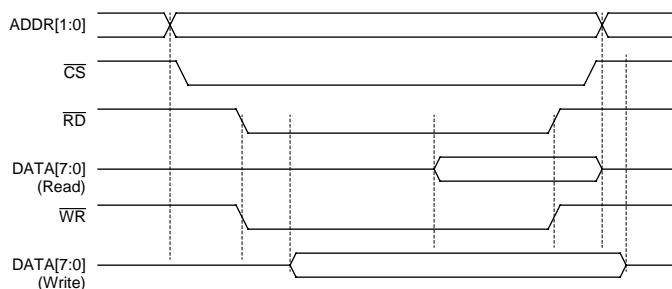 ADDR[1:0]
CS
RD
DATA[7:0]
(Read)
WR
DATA[7:0]
(Write)